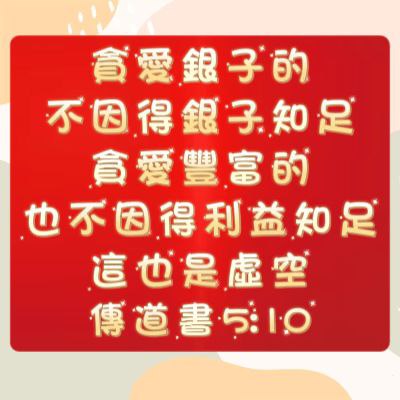 貪愛銀子的
不因得銀子知足
貪愛豐富的
也不因得利益知足
這也是虛空
傳道書5:10